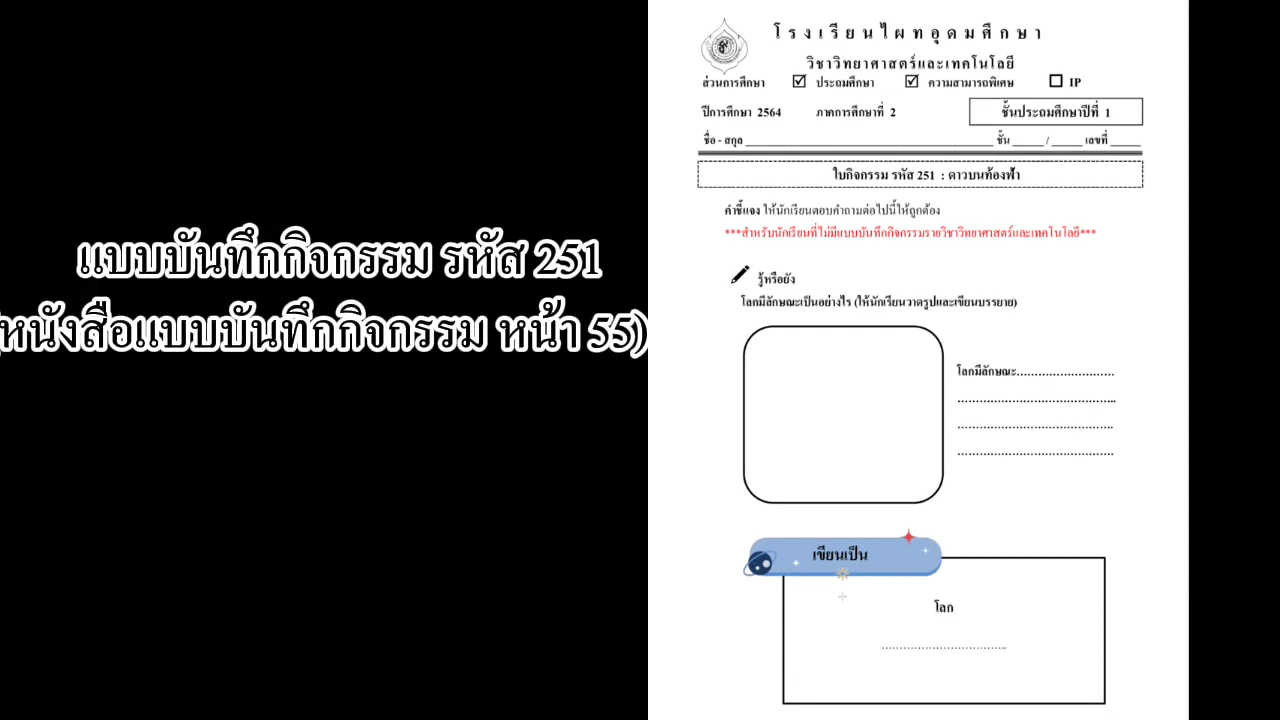 แบบบันทึกกิจกรรม รหัส 251
(หนังสือแบบบันทึกกิจกรรม หน้า 55)
โรงเรียนไผทอุดมศึกษา
วิชาวิทยาศาสตร์และเทคโนโลยี
ส่วนการศึกษา ☑ ประถมศึกษา ☑ ความสามารถพิเศษ ☐ IP
ปีการศึกษา 2564 ภาคการศึกษาที่ 2 ชั้นประถมศึกษาปีที่ 1
ชื่อ - สกุล ________ ชั้น _____ / _____ เลขที่ _____
ใบกิจกรรม รหัส 251 : ดาวบนท้องฟ้า
คำชี้แจง ให้นักเรียนตอบคำถามต่อไปนี้ให้ถูกต้อง
***สำหรับนักเรียนที่ไม่มีแบบบันทึกกิจกรรมรายวิชาวิทยาศาสตร์และเทคโนโลยี***
รู้หรือยัง
โลกมีลักษณะเป็นอย่างไร (ให้นักเรียนวาดรูปและเขียนบรรยาย)
โลกมีลักษณะ..........................
เขียนเป็น
โลก